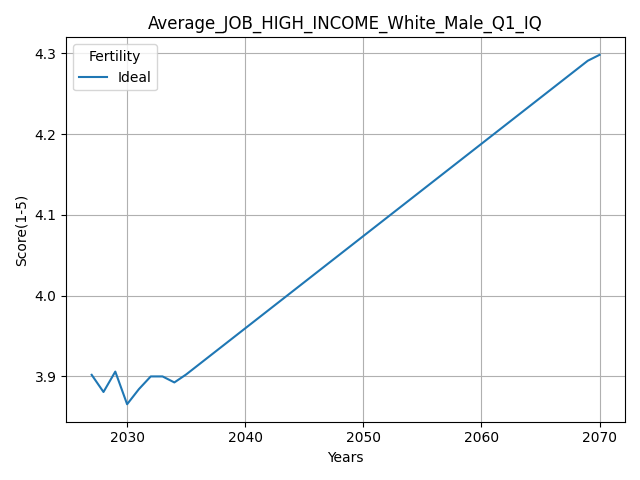 Average_JOB_HIGH_INCOME_White_Male_Q1_IQ
Fertility
Ideal
Score(1-5)
4.3
4.2
4.1
4.0
3.9
2030 2040 2050 2060 2070
Years